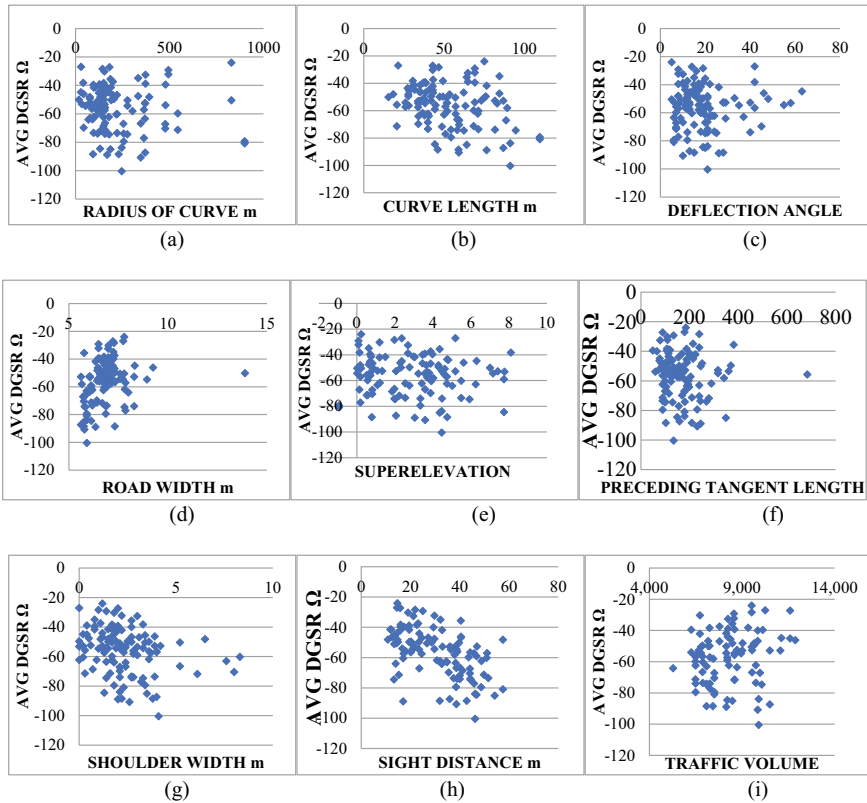 0 500 1000
0
-20
-40
-60
-80
-100
-120
AVG DGSR Ω
RADIUS OF CURVE m
(a)
0 50 100
0
-20
-40
-60
-80
-100
-120
AVG DGSR Ω
CURVE LENGTH m
(b)
0 20 40 60 80
0
-20
-40
-60
-80
-100
-120
AVG DGSR Ω
DEFLECTION ANGLE
(c)
5 10 15
0
-20
-40
-60
-80
-100
-120
AVG DGSR Ω
ROAD WIDTH m
(d)
-2 0 2 4 6 8 10
0
-20
-40
-60
-80
-100
-120
AVG DGSR Ω
SUPERELEVATION
(e)
0 200 400 600 800
0
-20
-40
-60
-80
-100
-120
AVG DGSR Ω
PRECEDING TANGENT LENGTH
(f)
0 5 10
0
-20
-40
-60
-80
-100
-120
AVG DGSR Ω
SHOULDER WIDTH m
(g)
0 20 40 60 80
0
-20
-40
-60
-80
-100
-120
AVG DGSR Ω
SIGHT DISTANCE m
(h)
4,000 9,000 14,000
0
-20
-40
-60
-80
-100
-120
AVG DGSR Ω
TRAFFIC VOLUME
(i)